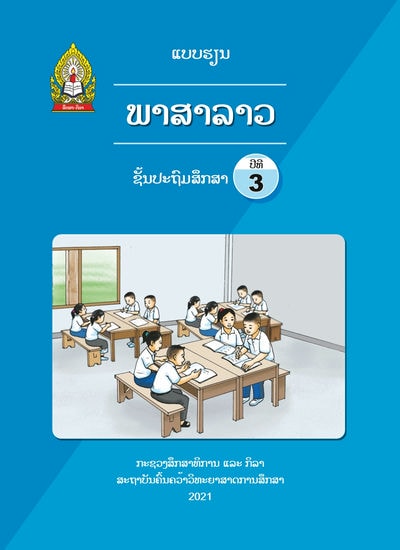 ແບບຮຽນ
ພາສາລາວ
ຊັ້ນປະຖົມສຶກສາ
ປີທີ
3
ກະຊວງສຶກສາທິການ ແລະ ກິລາ
ສະຖາບັນຄົ້ນຄວ້າວິທະຍາສາດການສຶກສາ
2021